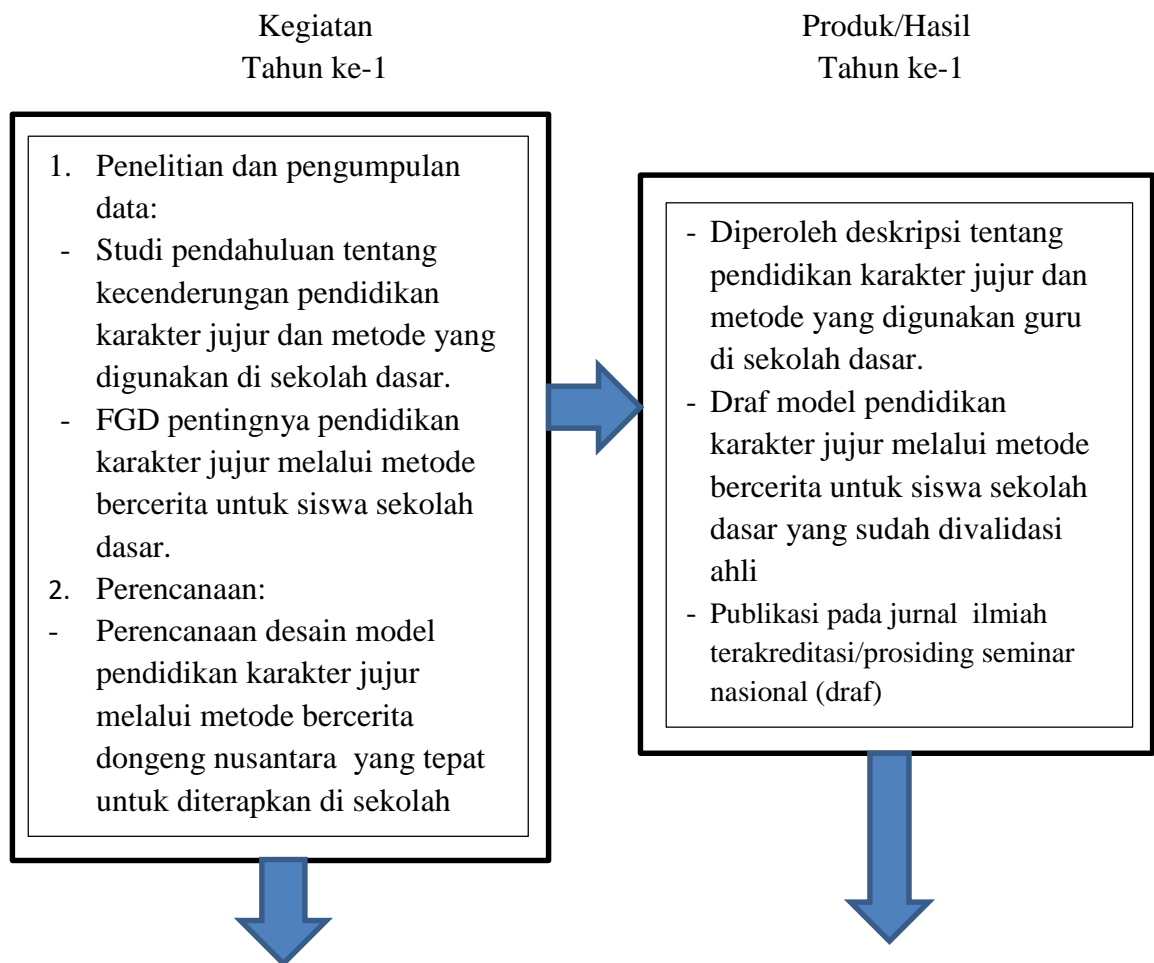 Kegiatan
Tahun ke-1
Produk/Hasil
Tahun ke-1
1. Penelitian dan pengumpulan
data:
- Studi pendahuluan tentang
kecenderungan pendidikan
karakter jujur dan metode yang
digunakan di sekolah dasar.
- FGD pentingnya pendidikan
karakter jujur melalui metode
bercerita untuk siswa sekolah
dasar.
2. Perencanaan:
- Perencanaan desain model
pendidikan karakter jujur
melalui metode bercerita
dongeng nusantara yang tepat
untuk diterapkan di sekolah
- Diperoleh deskripsi tentang
pendidikan karakter jujur dan
metode yang digunakan guru
di sekolah dasar.
- Draf model pendidikan
karakter jujur melalui metode
bercerita untuk siswa sekolah
dasar yang sudah divalidasi
ahli
- Publikasi pada jurnal ilmiah
terakreditasi/prosiding seminar
nasional (draf)